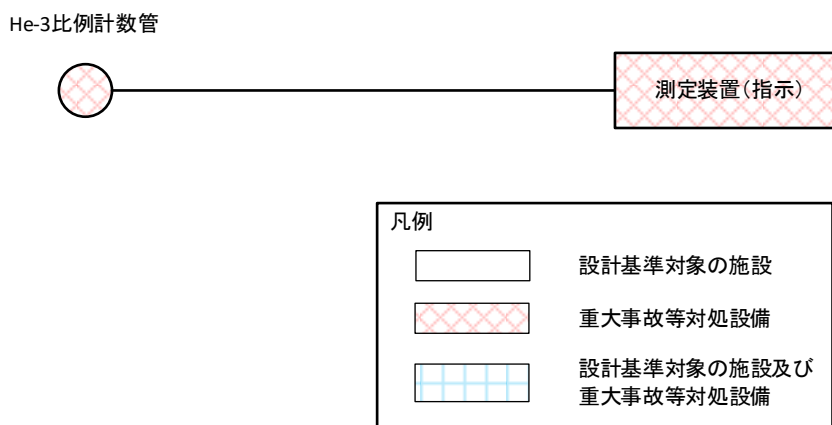 He-3比例計数管
測定装置（指示）
凡例
設計基準対象の施設
重大事故等対処設備
設計基準対象の施設及び
重大事故等対処設備